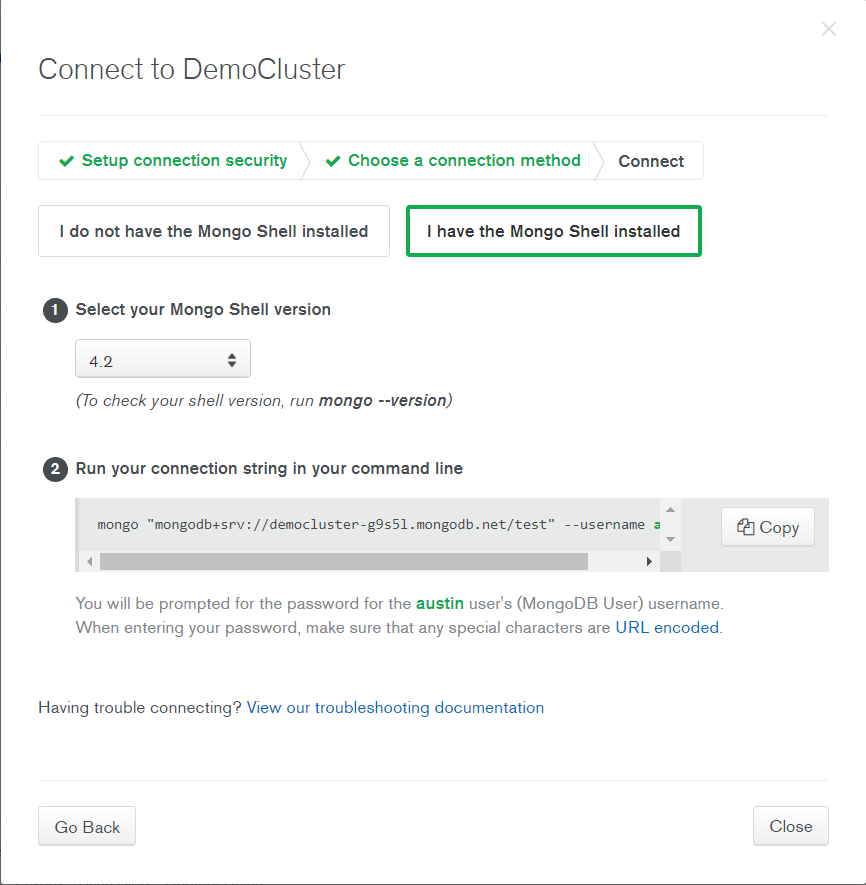 Connect to DemoCluster
Setup connection security
Choose a connection method
Connect
I do not have the Mongo Shell installed
I have the Mongo Shell installed
1 Select your Mongo Shell version
4.2
(To check your shell version, run mongo --version)
2 Run your connection string in your command line
mongo "mongodb+srv://democluster-g9s5l.mongodb.net/test" --username a
Copy
You will be prompted for the password for the austin user's (MongoDB User) username.
When entering your password, make sure that any special characters are URL encoded.
Having trouble connecting? View our troubleshooting documentation
Go Back
Close